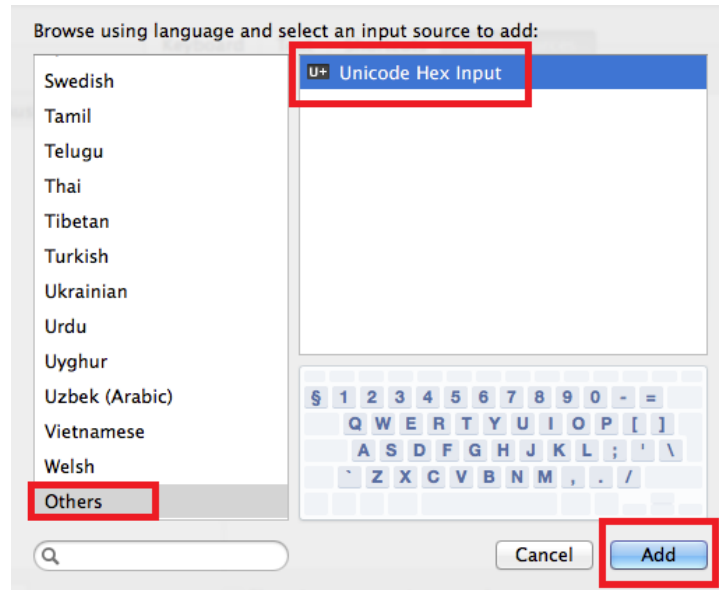 Browse using language and select an input source to add:
Swedish
Tamil
Telugu
Thai
Tibetan
Turkish
Ukrainian
Urdu
Uyghur
Uzbek (Arabic)
Vietnamese
Welsh
Others
U+ Unicode Hex Input
§ 1 2 3 4 5 6 7 8 9 0 - =
Q W E R T Y U I O P [ ]
A S D F G H J K L ; ' \
` Z X C V B N M , . /
Cancel Add